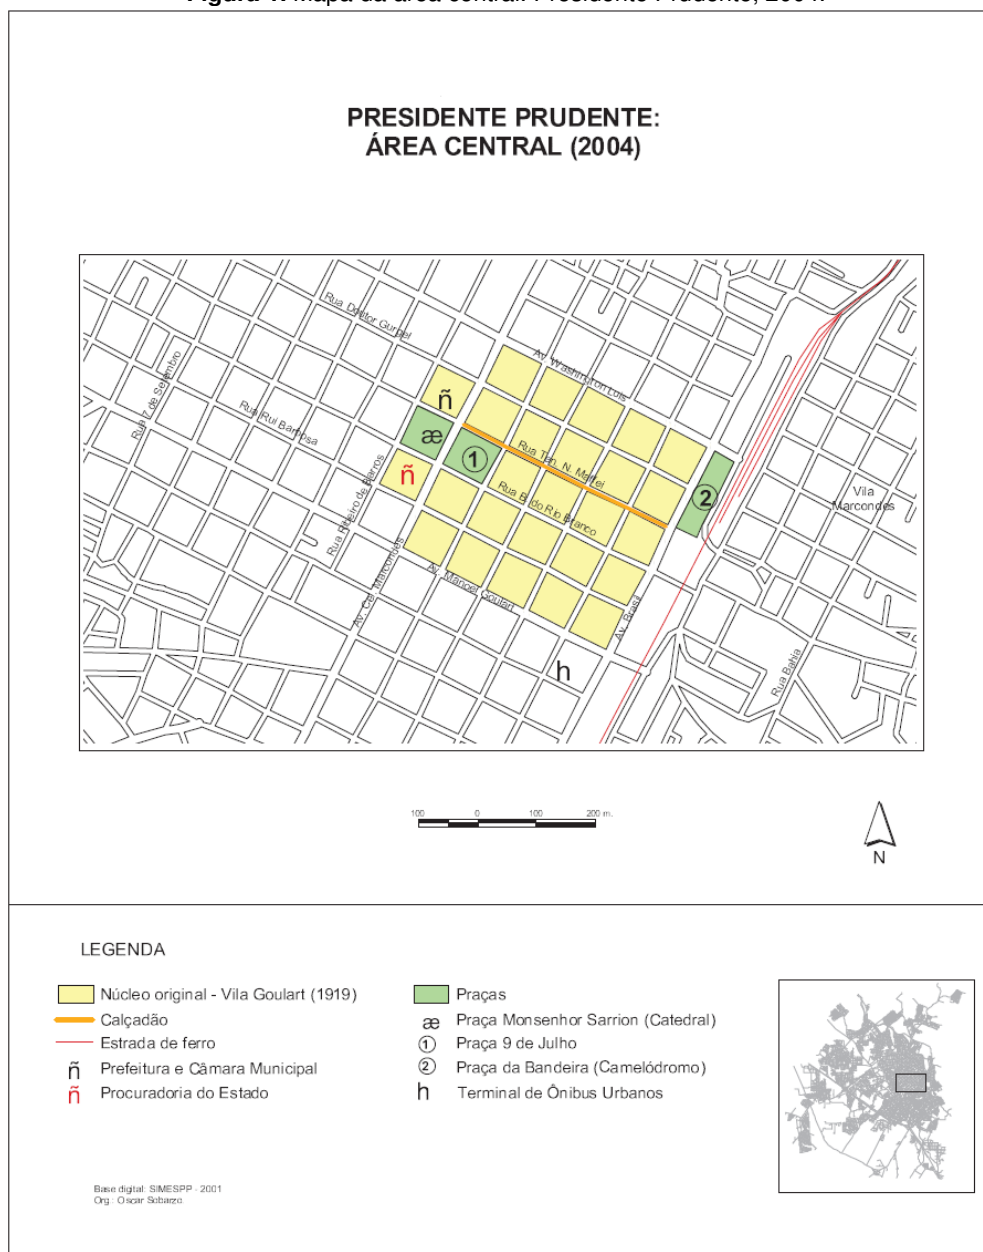 PRESIDENTE PRUDENTE:
ÁREA CENTRAL (2004)
Rua Doutor Gurgel
Av. Washington Luis
Rua 7 de Setembro
Rua Rui Barbosa
ñ
æ
1
ñ
Rua Ten. N. Maffei
Rua B. do Rio Branco
2
Vila
Marcondes
Rua Ribeiro de Barros
Av. Cel. Marcondes
Av. Manoel Goulart
Av. Brasil
Rua Bahia
h
100 0 100 200 m.
N
LEGENDA
Núcleo original - Vila Goulart (1919)
Calçadão
Estrada de ferro
ñ Prefeitura e Câmara Municipal
ñ Procuradoria do Estado
Praças
æ Praça Monsenhor Sarrion (Catedral)
1 Praça 9 de Julho
2 Praça da Bandeira (Camelódromo)
h Terminal de Ônibus Urbanos
Base digital: SIMESPP - 2001
Org.: Oscar Sobarzo